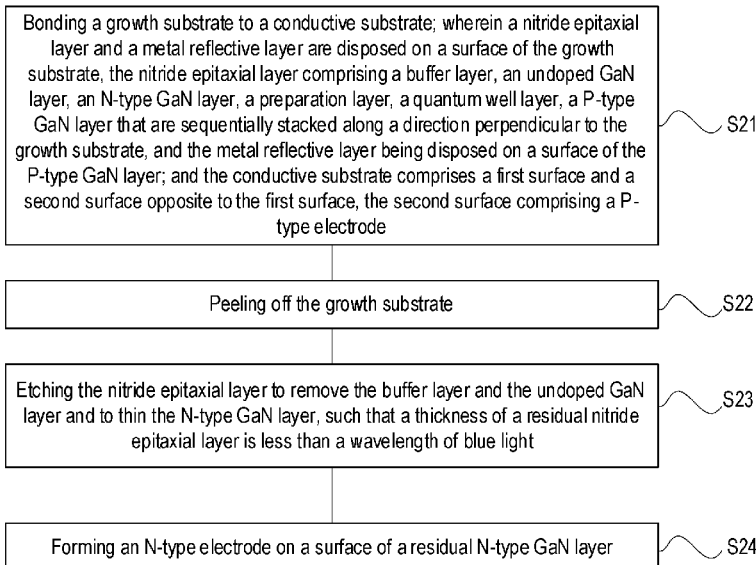 Bonding a growth substrate to a conductive substrate; wherein a nitride epitaxial
layer and a metal reflective layer are disposed on a surface of the growth
substrate, the nitride epitaxial layer comprising a buffer layer, an undoped GaN
layer, an N-type GaN layer, a preparation layer, a quantum well layer, a P-type
GaN layer that are sequentially stacked along a direction perpendicular to the
growth substrate, and the metal reflective layer being disposed on a surface of the
P-type GaN layer; and the conductive substrate comprises a first surface and a
second surface opposite to the first surface, the second surface comprising a P-
type electrode
S21
Peeling off the growth substrate
S22
Etching the nitride epitaxial layer to remove the buffer layer and the undoped GaN
layer and to thin the N-type GaN layer, such that a thickness of a residual nitride
epitaxial layer is less than a wavelength of blue light
S23
Forming an N-type electrode on a surface of a residual N-type GaN layer
S24